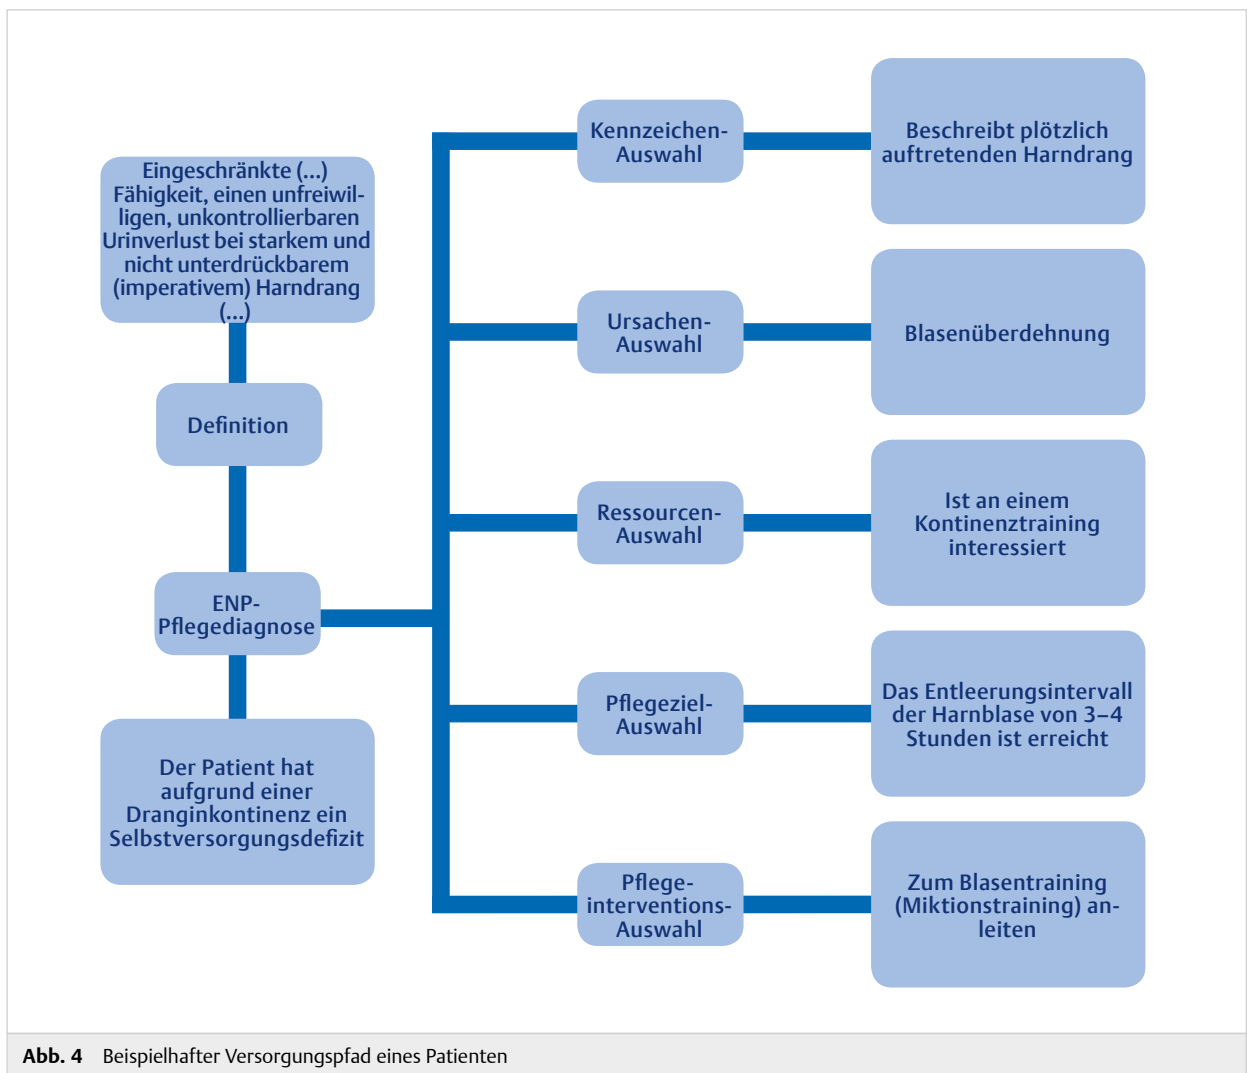 Eingeschränkte (...)
Fähigkeit, einen unfreiwil-
ligen, unkontrollierbaren
Urinverlust bei starkem und
nicht unterdrückbarem
(imperativem) Harndrang
(...)
Definition
ENP-
Pflegediagnose
Der Patient hat
aufgrund einer
Dranginkontinenz ein
Selbstversorgungsdefizit
Kennzeichen-
Auswahl
Beschreibt plötzlich
auftretenden Harndrang
Ursachen-
Auswahl
Blasenüberdehnung
Ressourcen-
Auswahl
Ist an einem
Kontinenztraining
interessiert
Pflegeziel-
Auswahl
Das Entleerungsintervall
der Harnblase von 3–4
Stunden ist erreicht
Pflege-
interventions-
Auswahl
Zum Blasentraining
(Miktionstraining) an-
leiten
Abb. 4 Beispielhafter Versorgungspfad eines Patienten